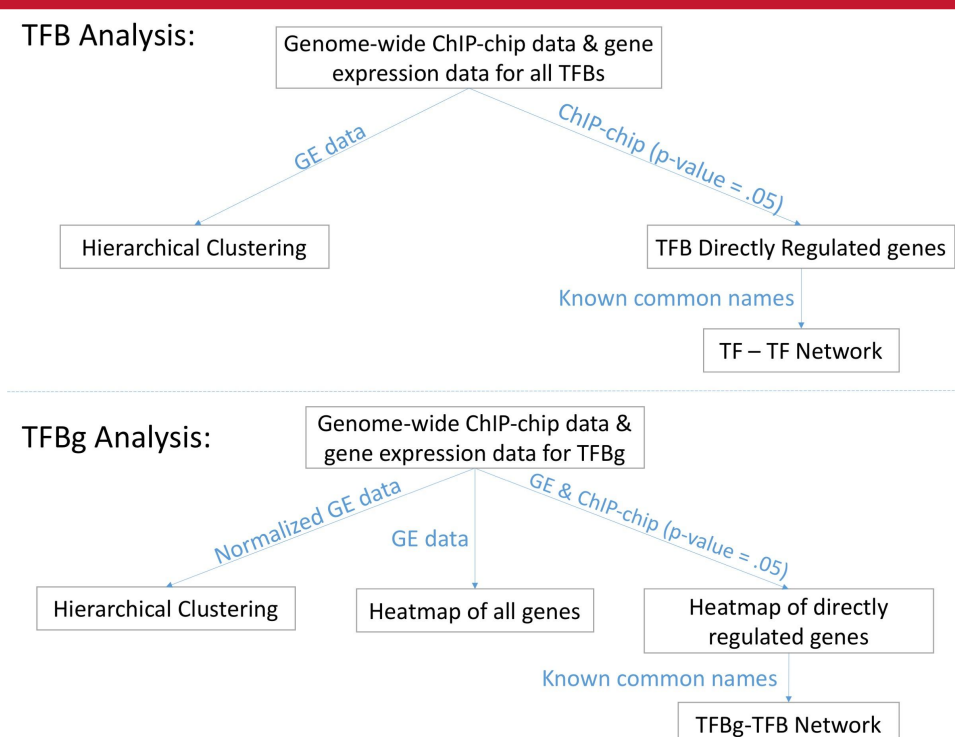 TFB Analysis:
Genome-wide ChIP-chip data & gene
expression data for all TFBs
GE data
ChIP-chip (p-value = .05)
Hierarchical Clustering
TFB Directly Regulated genes
Known common names
TF – TF Network
TFBg Analysis:
Genome-wide ChIP-chip data &
gene expression data for TFBg
Normalized GE data
GE data
GE & ChIP-chip (p-value = .05)
Hierarchical Clustering
Heatmap of all genes
Heatmap of directly
regulated genes
Known common names
TFBg-TFB Network